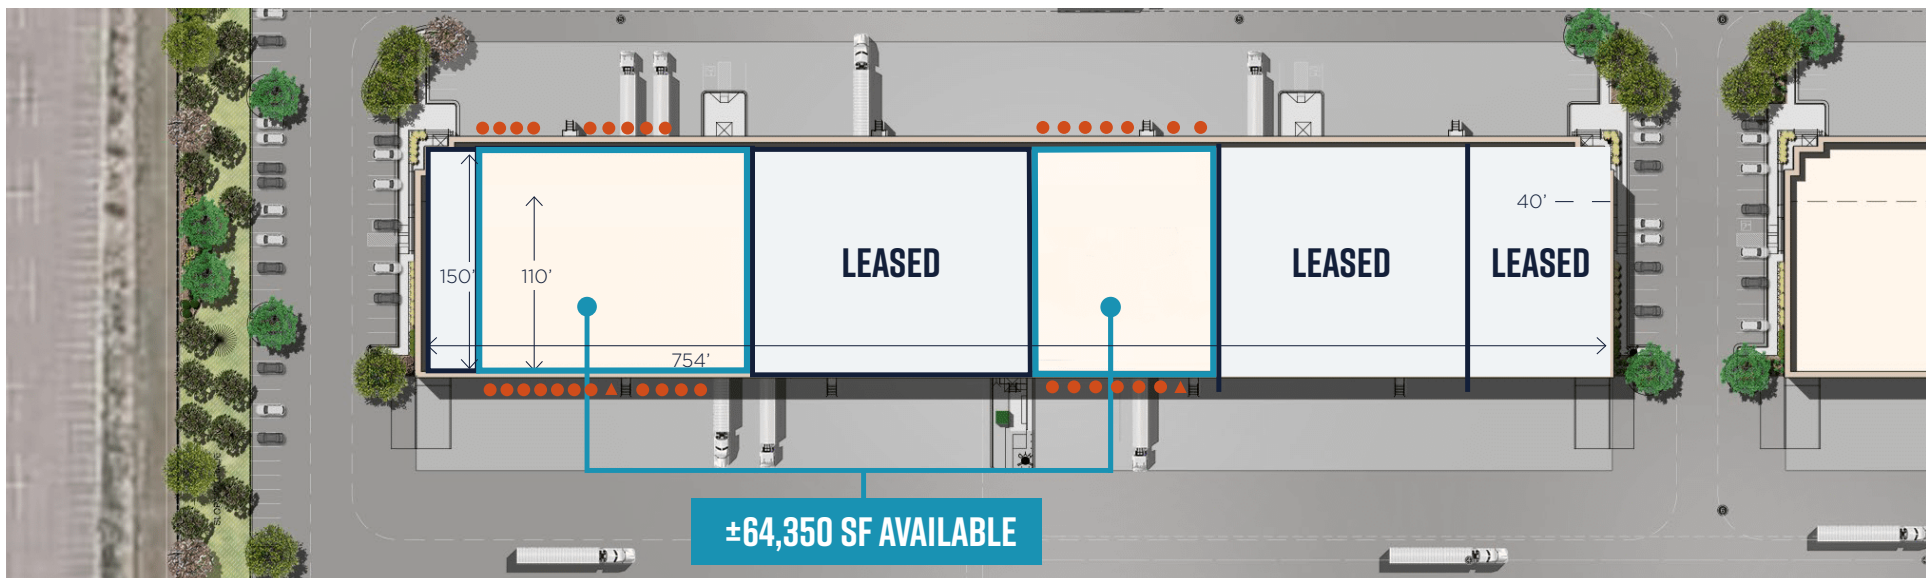 40'
LEASED
LEASED
LEASED
150'
110'
754'
±64,350 SF AVAILABLE